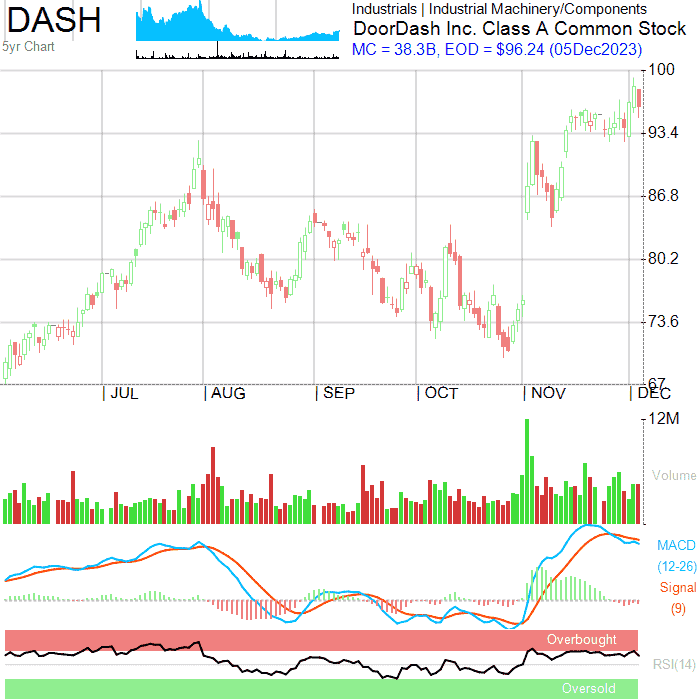 DASH
5yr Chart
Industrials | Industrial Machinery/Components
DoorDash Inc. Class A Common Stock
MC = 38.3B, EOD = $96.24 (05Dec2023)
100
93.4
86.8
80.2
73.6
67
| JUL | AUG | SEP | OCT | NOV | DEC
12M
Volume
MACD
(12-26)
Signal
(9)
Overbought
RSI(14)
Oversold